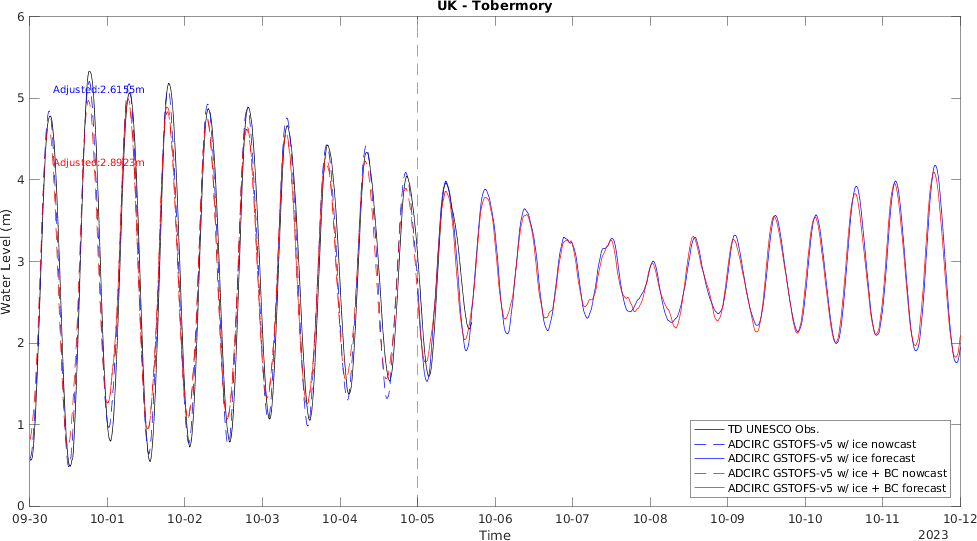 UK - Tobermory
6
5
4
3
2
1
0
Water Level (m)
Adjusted:2.6155m
Adjusted:2.8923m
TD UNESCO Obs.
ADCIRC GSTOFS-v5 w/ ice nowcast
ADCIRC GSTOFS-v5 w/ ice forecast
ADCIRC GSTOFS-v5 w/ ice + BC nowcast
ADCIRC GSTOFS-v5 w/ ice + BC forecast
09-30 10-01 10-02 10-03 10-04 10-05 10-06 10-07 10-08 10-09 10-10 10-11 10-12
Time
2023